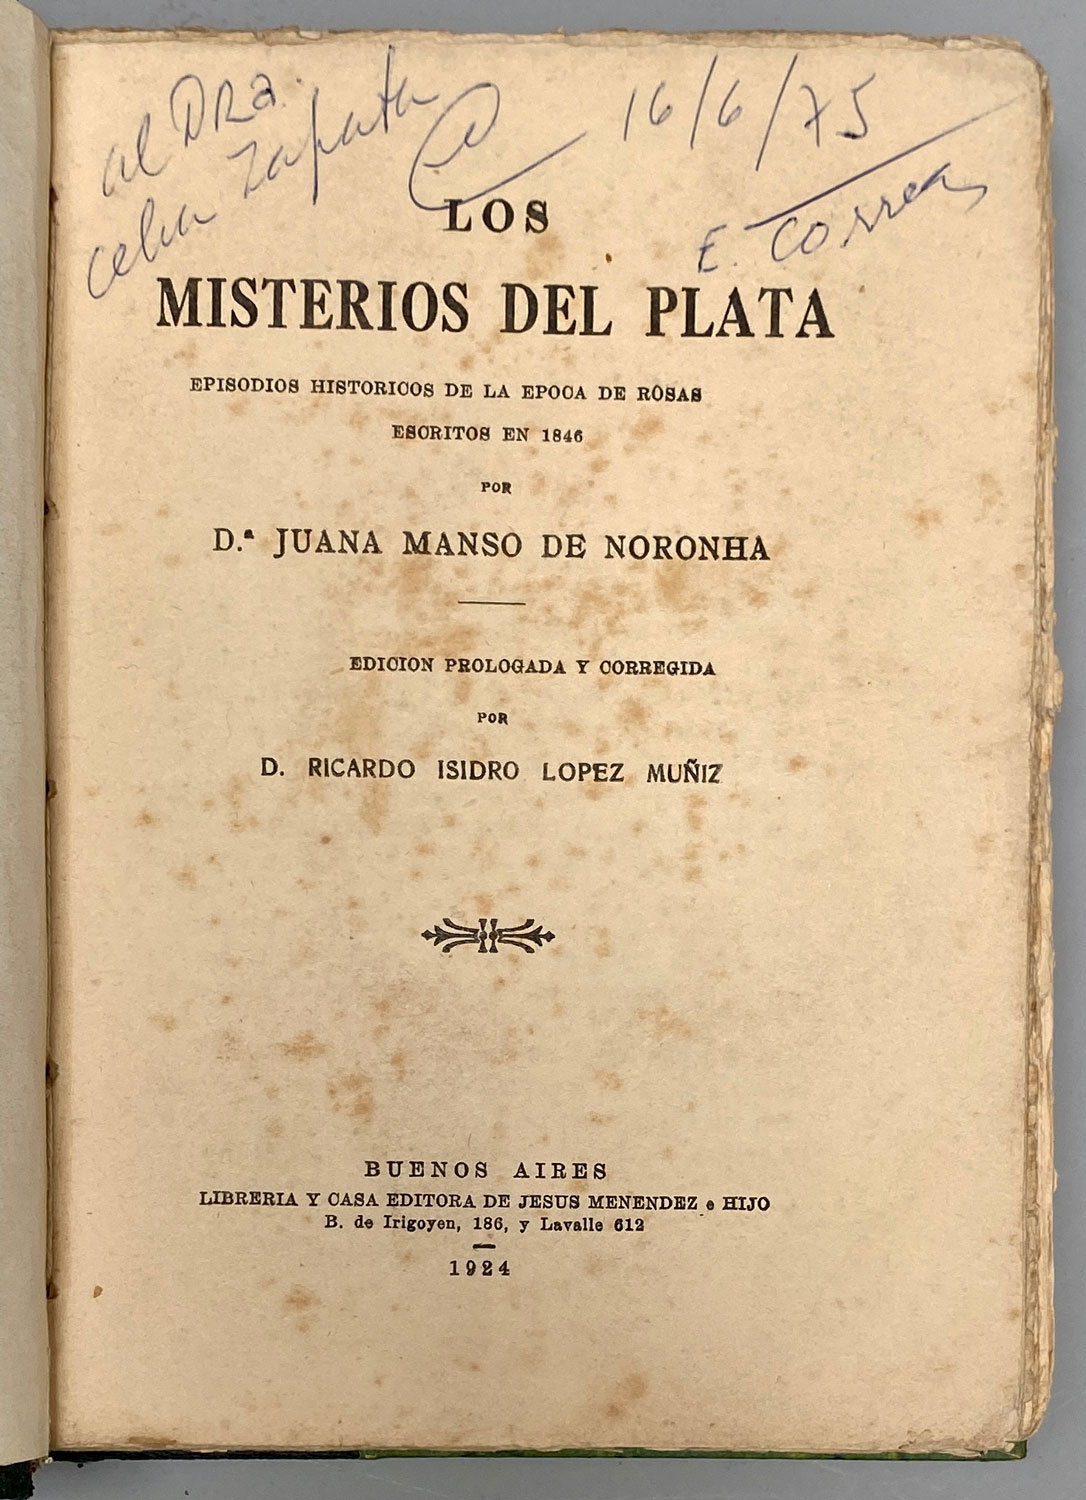 al DRa.
Celia Zapata
16/6/75
E. Correas
LOS
MISTERIOS DEL PLATA
EPISODIOS HISTORICOS DE LA EPOCA DE ROSAS
ESCRITOS EN 1846
POR
D.ª JUANA MANSO DE NORONHA
EDICION PROLOGADA Y CORREGIDA
POR
D. RICARDO ISIDRO LOPEZ MUÑIZ
BUENOS AIRES
LIBRERIA Y CASA EDITORA DE JESUS MENENDEZ e HIJO
B. de Irigoyen, 186, y Lavalle 612
1924